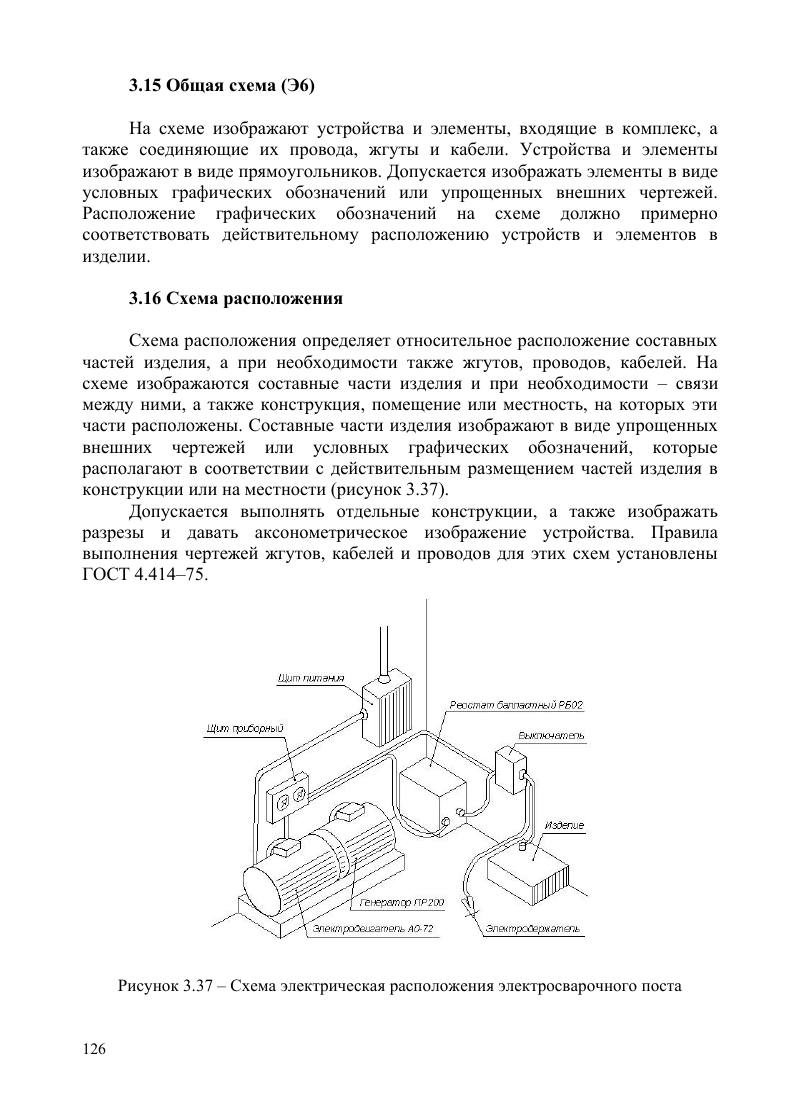 3.15 Общая схема (Э6)
На схеме изображают устройства и элементы, входящие в комплекс, а
также соединяющие их провода, жгуты и кабели. Устройства и элементы
изображают в виде прямоугольников. Допускается изображать элементы в виде
условных графических обозначений или упрощенных внешних чертежей.
Расположение графических обозначений на схеме должно примерно
соответствовать действительному расположению устройств и элементов в
изделии.
3.16 Схема расположения
Схема расположения определяет относительное расположение составных
частей изделия, а при необходимости также жгутов, проводов, кабелей. На
схеме изображаются составные части изделия и при необходимости – связи
между ними, а также конструкция, помещение или местность, на которых эти
части расположены. Составные части изделия изображают в виде упрощенных
внешних чертежей или условных графических обозначений, которые
располагают в соответствии с действительным размещением частей изделия в
конструкции или на местности (рисунок 3.37).
Допускается выполнять отдельные конструкции, а также изображать
разрезы и давать аксонометрическое изображение устройства. Правила
выполнения чертежей жгутов, кабелей и проводов для этих схем установлены
ГОСТ 4.414–75.
Щит питания
Реостат балластный РБ02
Щит приборный
Выключатель
Изделие
Генератор ПР200
Электродвигатель АО-72
Электродержатель
Рисунок 3.37 – Схема электрическая расположения электросварочного поста
126